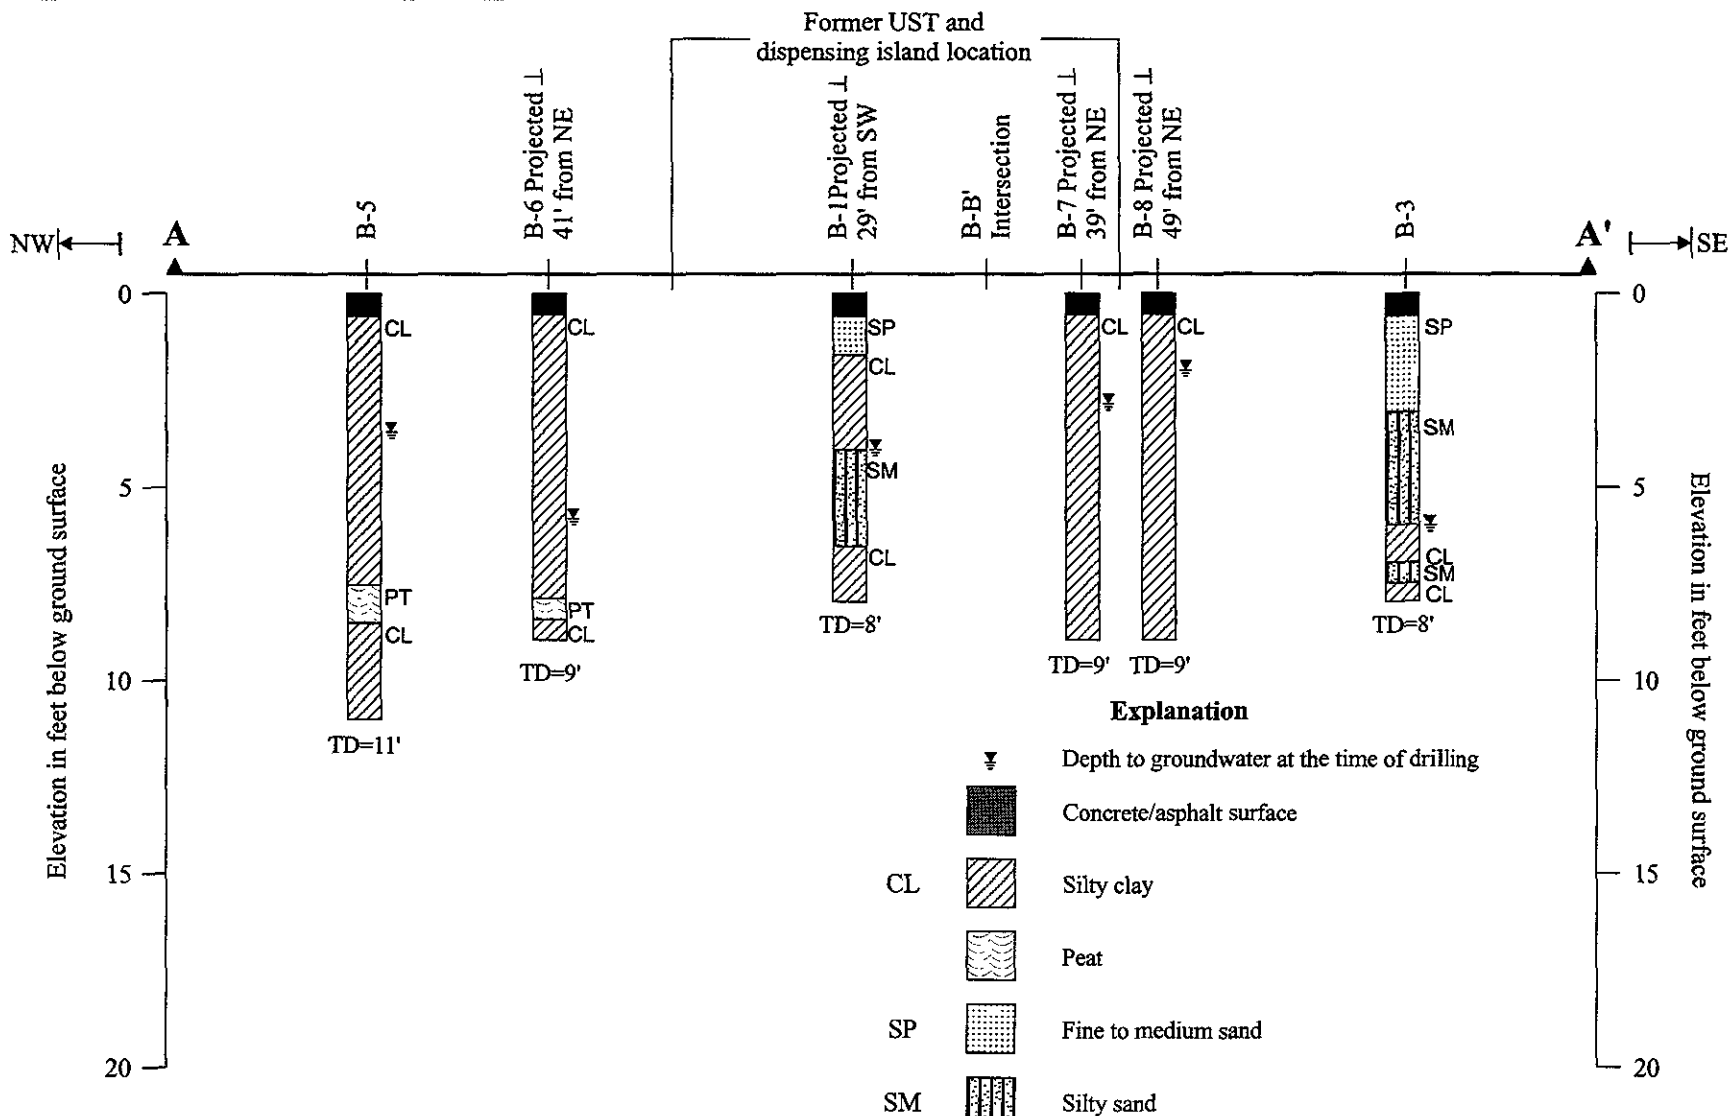 Former UST and
dispensing island location
B-5
B-6 Projected ⊥
41' from NE
B-1Projected ⊥
29' from SW
B-B'
Intersection
B-7 Projected ⊥
39' from NE
B-8 Projected ⊥
49' from NE
B-3
NW
A
A'
SE
0
5
10
15
20
Elevation in feet below ground surface
CL
PT
CL
TD=11'
CL
PT
CL
TD=9'
SP
CL
SM
CL
TD=8'
CL
TD=9'
CL
TD=9'
SP
SM
CL
SM
CL
TD=8'
0
5
10
15
20
Elevation in feet below ground surface
Explanation
Depth to groundwater at the time of drilling
Concrete/asphalt surface
CL Silty clay
Peat
SP Fine to medium sand
SM Silty sand